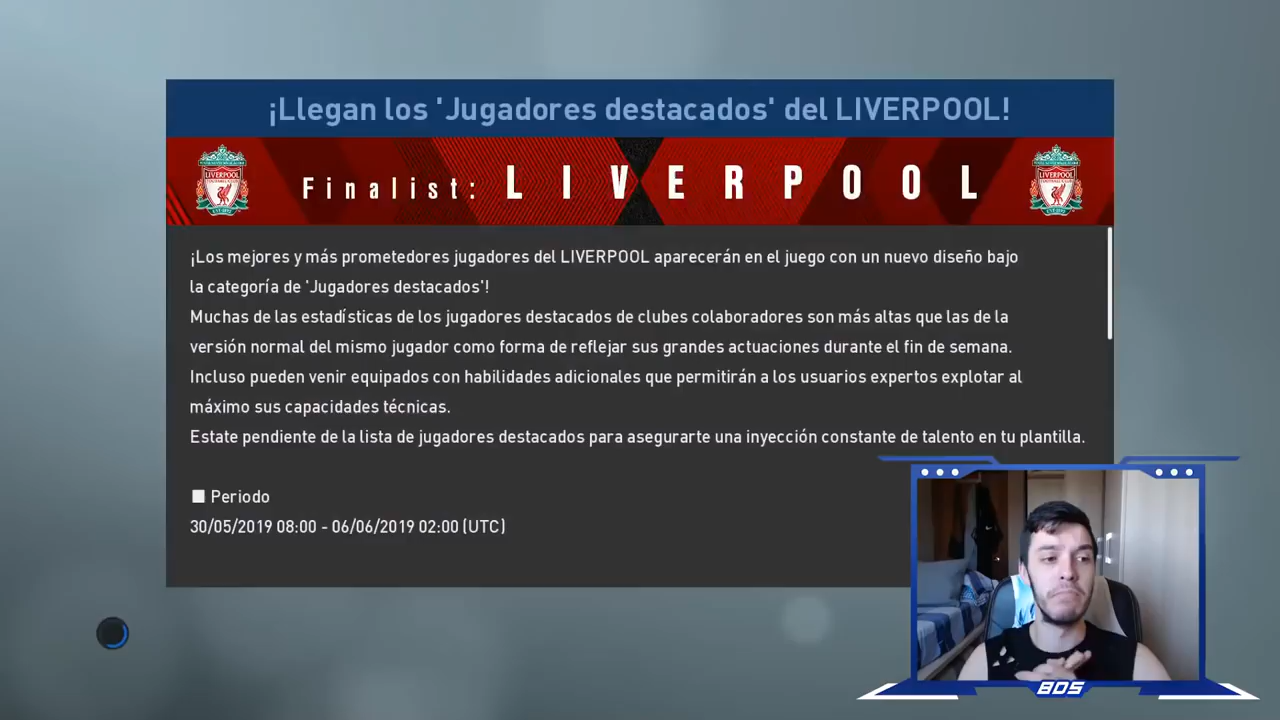 ¡Llegan los 'Jugadores destacados' del LIVERPOOL!
Finalist: LIVERPOOL
LIVERPOOL
LIVERPOOL
¡Los mejores y más prometedores jugadores del LIVERPOOL aparecerán en el juego con un nuevo diseño bajo
la categoría de 'Jugadores destacados'!
Muchas de las estadísticas de los jugadores destacados de clubes colaboradores son más altas que las de la
versión normal del mismo jugador como forma de reflejar sus grandes actuaciones durante el fin de semana.
Incluso pueden venir equipados con habilidades adicionales que permitirán a los usuarios expertos explotar al
máximo sus capacidades técnicas.
Estate pendiente de la lista de jugadores destacados para asegurarte una inyección constante de talento en tu plantilla.
■ Periodo
30/05/2019 08:00 - 06/06/2019 02:00 (UTC)
BDS